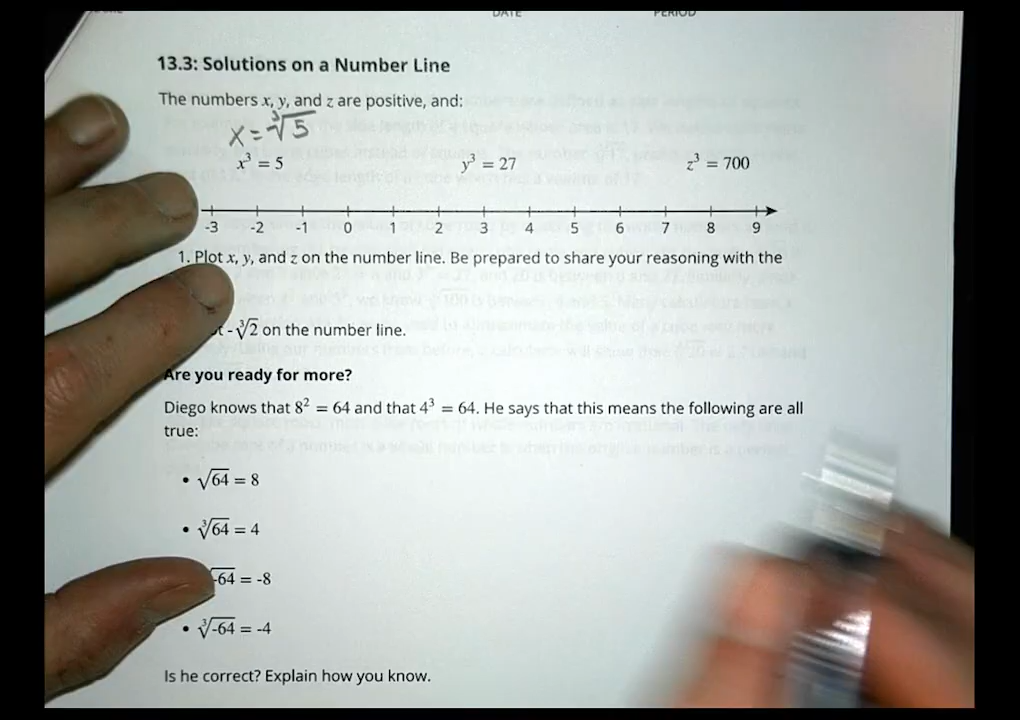 DATE PERIOD
13.3: Solutions on a Number Line
The numbers x, y, and z are positive, and:
x = ∛5
x³ = 5 y³ = 27 z³ = 700
-3 -2 -1 0 1 2 3 4 5 6 7 8 9
1. Plot x, y, and z on the number line. Be prepared to share your reasoning with the
- ∛2 on the number line.
Are you ready for more?
Diego knows that 8² = 64 and that 4³ = 64. He says that this means the following are all
true:
• √64 = 8
• ∛64 = 4
-64 = -8
• ∛-64 = -4
Is he correct? Explain how you know.